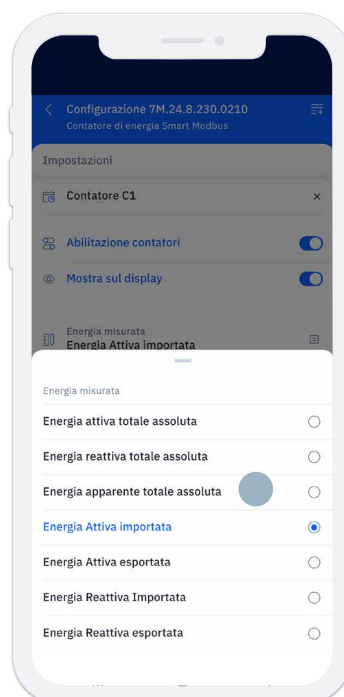 Configurazione 7M.24.8.230.0210
Contatore di energia Smart Modbus
Impostazioni
Contatore C1
Abilitazione contatori
Mostra sul display
Energia misurata
Energia Attiva importata
Energia misurata
Energia attiva totale assoluta
Energia reattiva totale assoluta
Energia apparente totale assoluta
Energia Attiva importata
Energia Attiva esportata
Energia Reattiva Importata
Energia Reattiva esportata